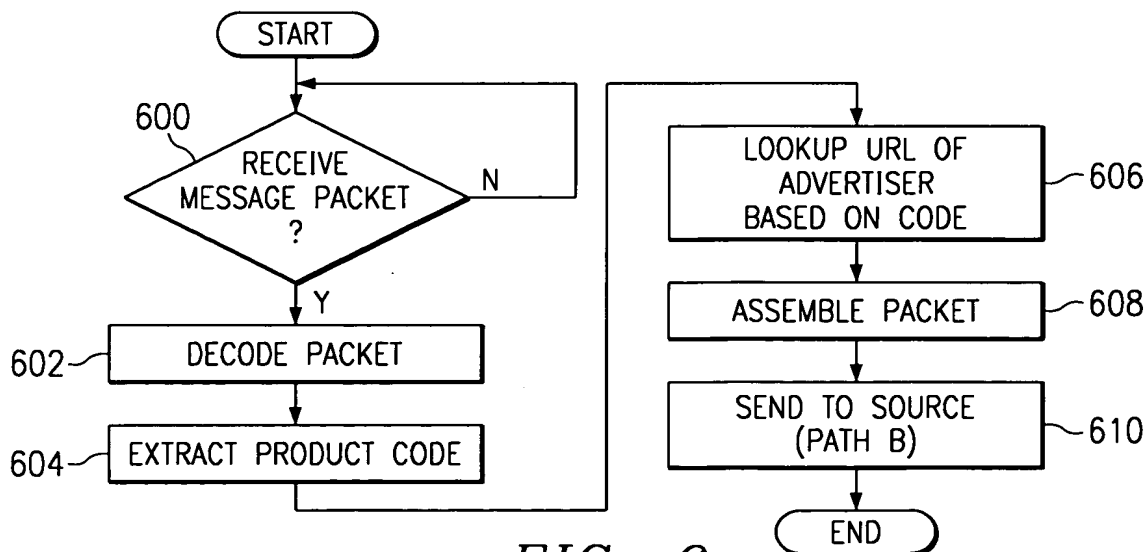 START
600
RECEIVE
MESSAGE PACKET
?
N
Y
602
DECODE PACKET
604
EXTRACT PRODUCT CODE
LOOKUP URL OF
ADVERTISER
BASED ON CODE
606
ASSEMBLE PACKET
608
SEND TO SOURCE
(PATH B)
610
END